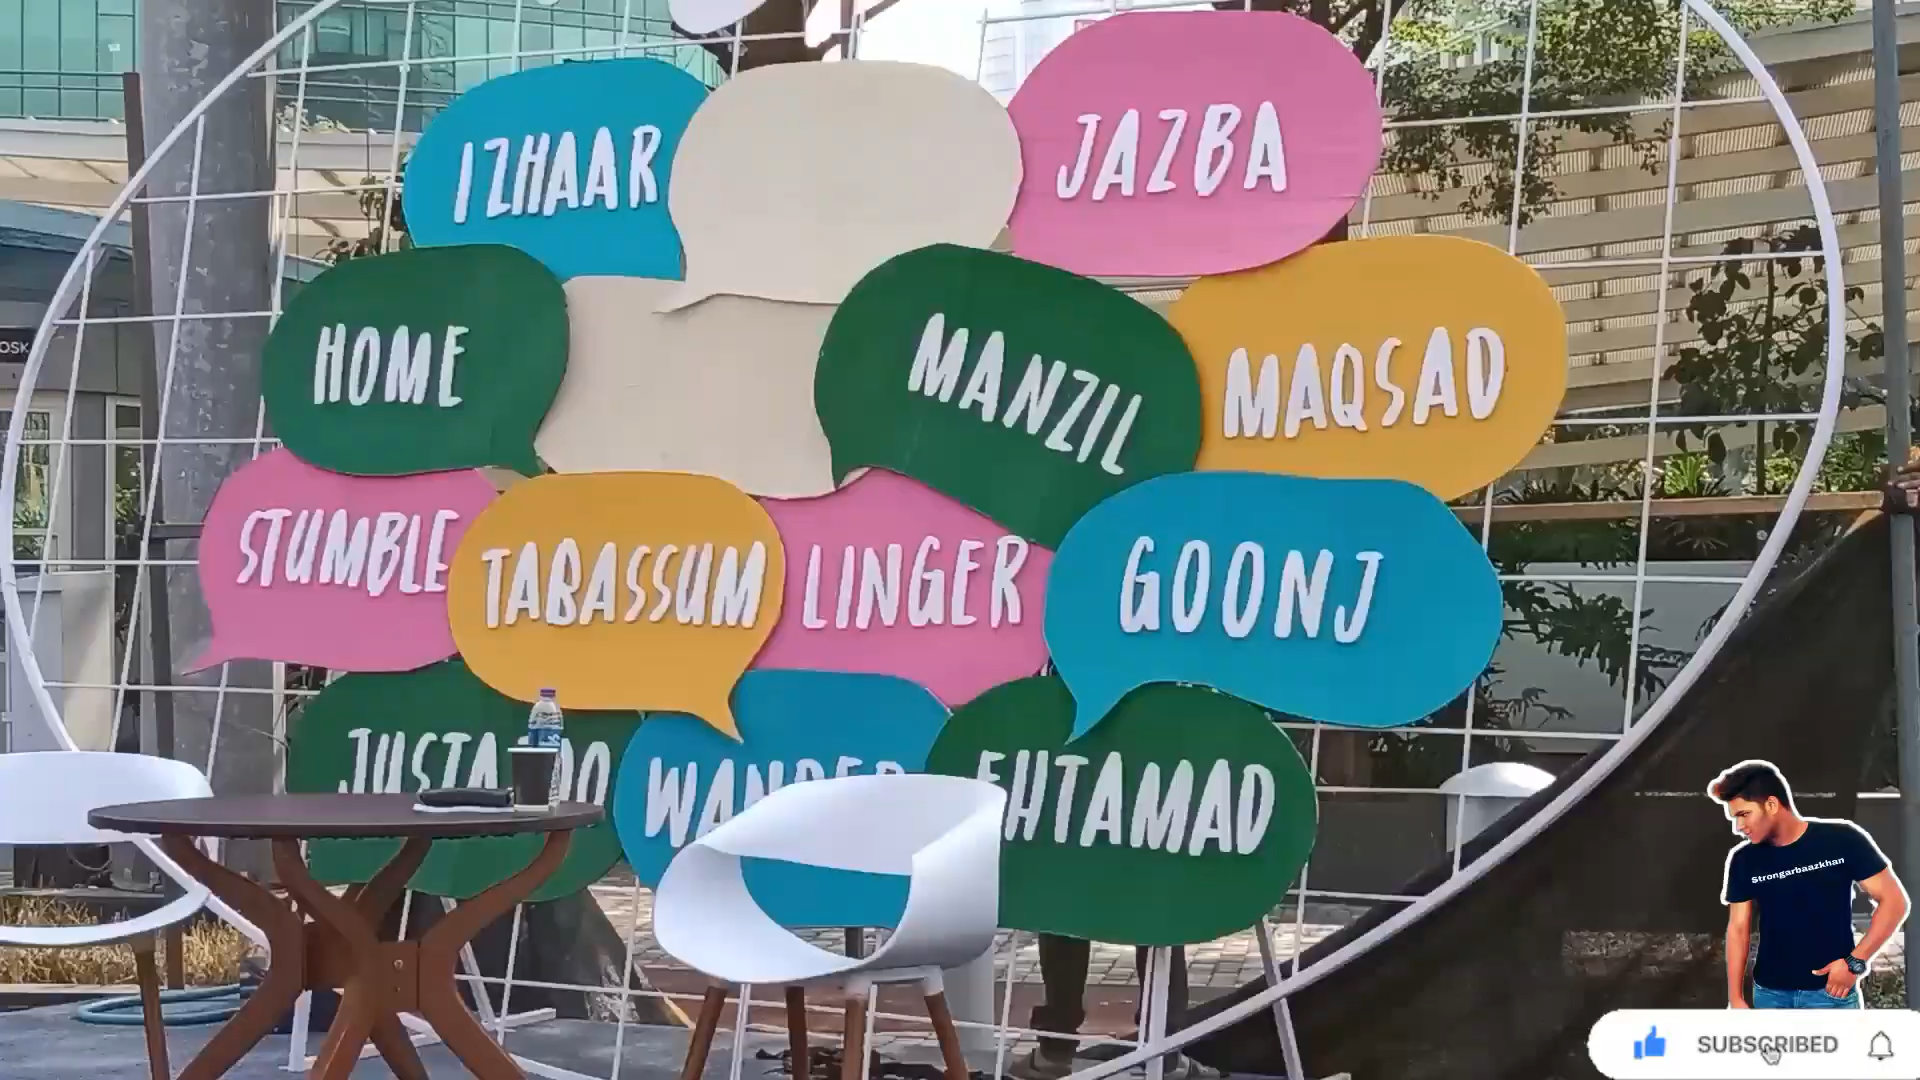 IZHAAR
JAZBA
HOME
MANZIL
MAQSAD
STUMBLE
TABASSUM
LINGER
GOONJ
EHTAMAD
Strongarbaazkhan
SUBSCRIBED